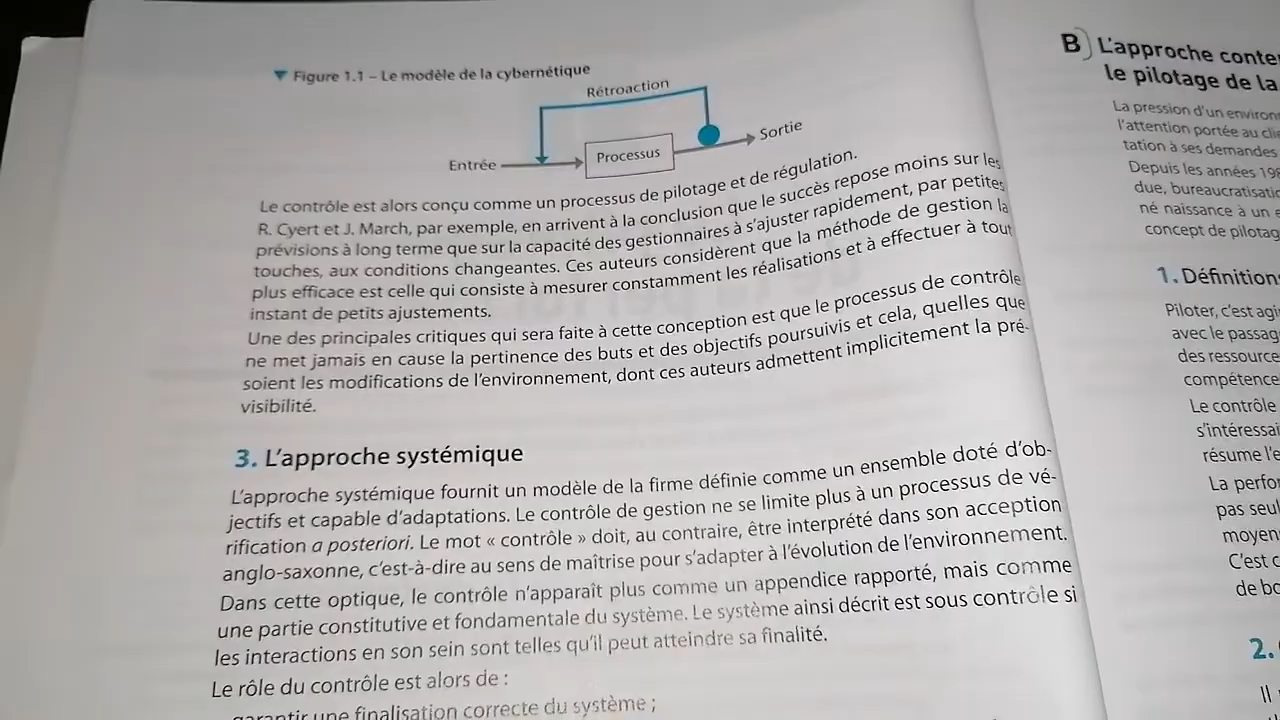 ▼ Figure 1.1 – Le modèle de la cybernétique
Rétroaction
Entrée
Processus
Sortie
Le contrôle est alors conçu comme un processus de pilotage et de régulation.
R. Cyert et J. March, par exemple, en arrivent à la conclusion que le succès repose moins sur les
prévisions à long terme que sur la capacité des gestionnaires à s'ajuster rapidement, par petites
touches, aux conditions changeantes. Ces auteurs considèrent que la méthode de gestion la
plus efficace est celle qui consiste à mesurer constamment les réalisations et à effectuer à tout
instant de petits ajustements.
Une des principales critiques qui sera faite à cette conception est que le processus de contrôle
ne met jamais en cause la pertinence des buts et des objectifs poursuivis et cela, quelles que
soient les modifications de l'environnement, dont ces auteurs admettent implicitement la pré-
visibilité.
3. L'approche systémique
L'approche systémique fournit un modèle de la firme définie comme un ensemble doté d'ob-
jectifs et capable d'adaptations. Le contrôle de gestion ne se limite plus à un processus de vé-
rification a posteriori. Le mot « contrôle » doit, au contraire, être interprété dans son acception
anglo-saxonne, c'est-à-dire au sens de maîtrise pour s'adapter à l'évolution de l'environnement.
Dans cette optique, le contrôle n'apparaît plus comme un appendice rapporté, mais comme
une partie constitutive et fondamentale du système. Le système ainsi décrit est sous contrôle si
les interactions en son sein sont telles qu'il peut atteindre sa finalité.
Le rôle du contrôle est alors de :
garantir une finalisation correcte du système ;
B L'approche conte
le pilotage de la
La pression d'un environ
l'attention portée au cli
tation à ses demandes
Depuis les années 198
due, bureaucratisati
né naissance à un
concept de pilotag
1. Définition
Piloter, c'est agi
avec le passag
des ressource
compétence
Le contrôle
s'intéressai
résume l'e
La perfor
pas seul
moyen
C'est c
de bo
2.
Il